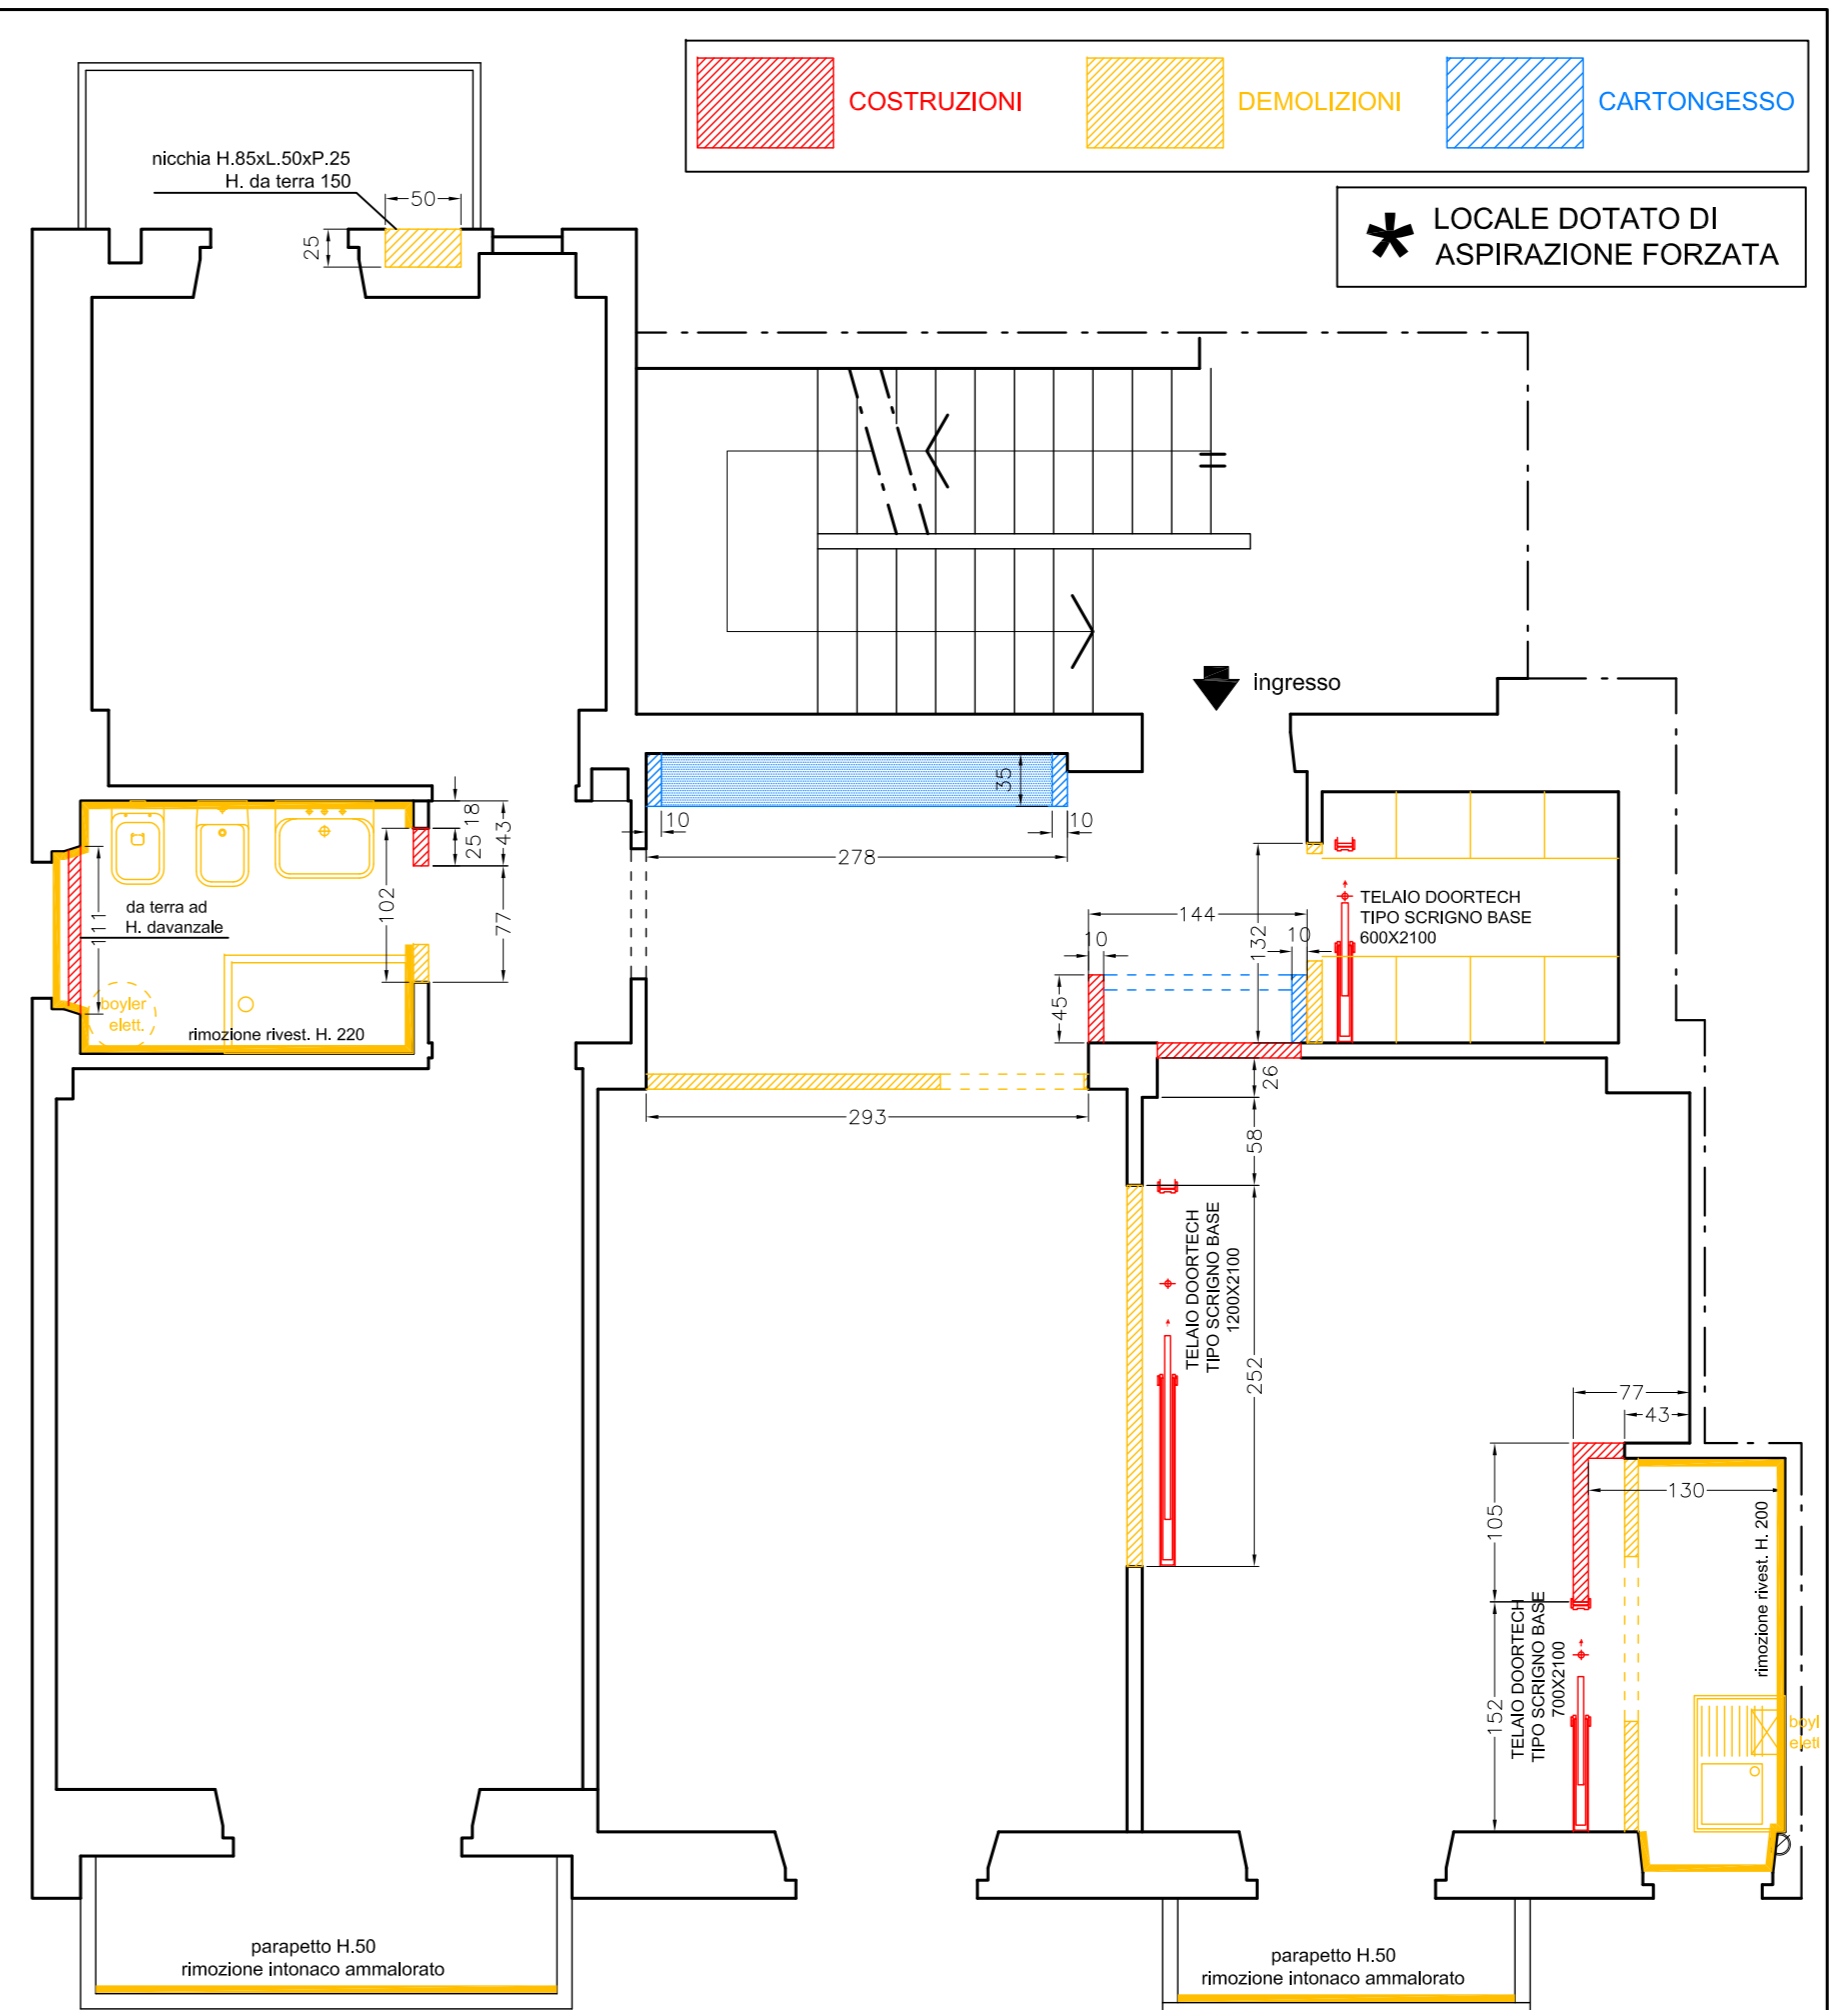 COSTRUZIONI
DEMOLIZIONI
CARTONGESSO
* LOCALE DOTATO DI
ASPIRAZIONE FORZATA
nicchia H.85xL.50xP.25
H. da terra 150
50
25
ingresso
35
10
10
278
18
25
43
102
77
111
da terra ad
H. davanzale
boyler
elett.
rimozione rivest. H. 220
144
10
10
132
45
TELAIO DOORTECH
TIPO SCRIGNO BASE
600X2100
26
58
293
252
TELAIO DOORTECH
TIPO SCRIGNO BASE
1200X2100
77
43
130
105
152
rimozione rivest. H. 200
TELAIO DOORTECH
TIPO SCRIGNO BASE
700X2100
boyl
elett
parapetto H.50
rimozione intonaco ammalorato
parapetto H.50
rimozione intonaco ammalorato